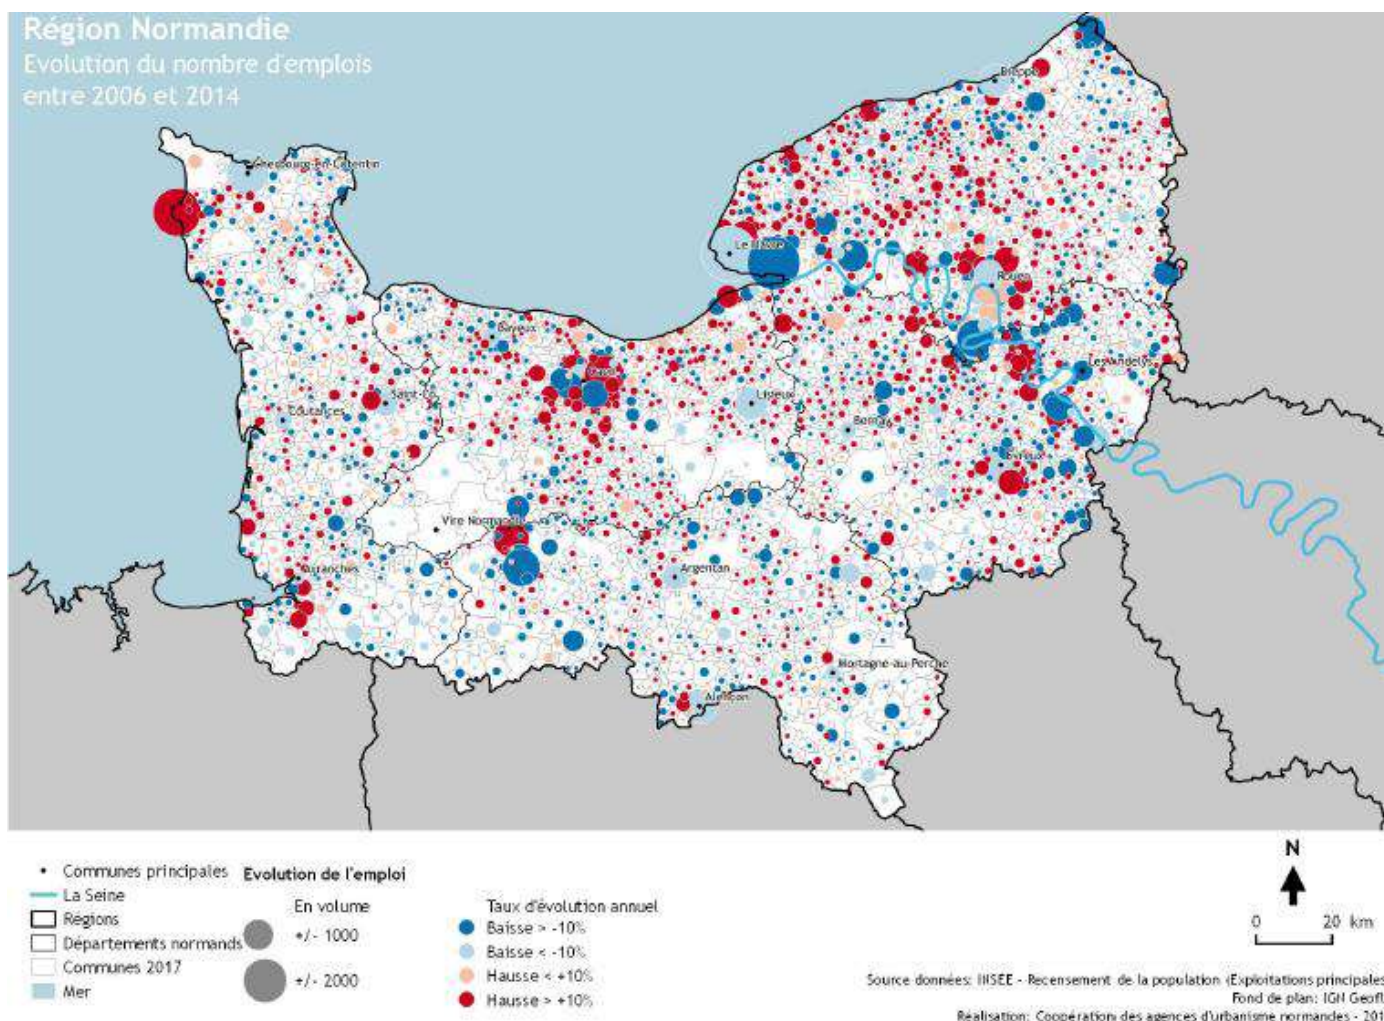 Région Normandie
Evolution du nombre d'emplois
entre 2006 et 2014
Dieppe
Cherbourg-en-Cotentin
Le Havre
Rouen
Bayeux
Caen
Les Andelys
Saint-Lô
Coutances
Lisieux
Bernay
Evreux
Vire Normandie
Avranches
Argentan
Mortagne-au-Perche
Alençon
Communes principales
La Seine
Régions
Départements normands
Communes 2017
Mer
Evolution de l'emploi
En volume
+/- 1000
+/- 2000
Taux d'évolution annuel
Baisse > -10%
Baisse < -10%
Hausse < +10%
Hausse > +10%
N
0 20 km
Source données: INSEE - Recensement de la population (Exploitations principales
Fond de plan: IGN Geofl
Réalisation: Coopération des agences d'urbanisme normandes - 201